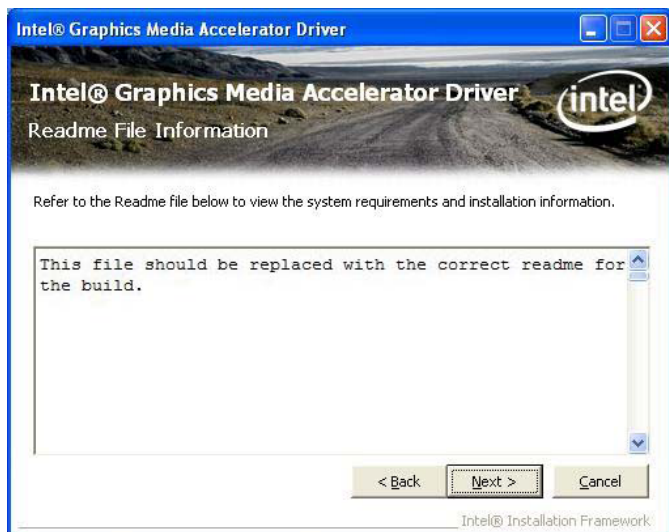 Intel® Graphics Media Accelerator Driver
Intel® Graphics Media Accelerator Driver
intel
Readme File Information
Refer to the Readme file below to view the system requirements and installation information.
This file should be replaced with the correct readme for
the build.
< Back
Next >
Cancel
Intel® Installation Framework